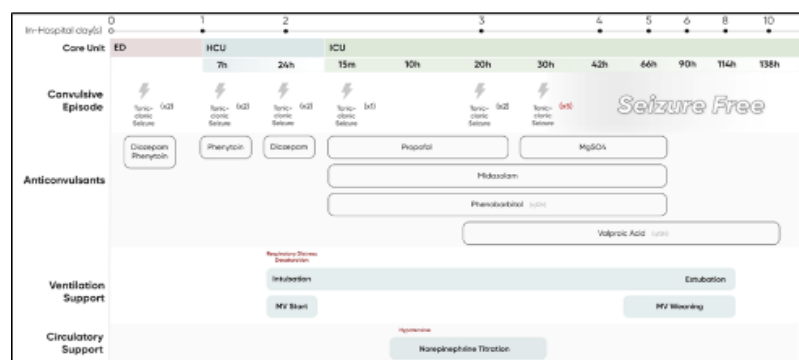 In-Hospital day(s)
0
1
2
3
4
5
6
8
10
Care Unit
ED
HCU
ICU
7h
24h
15m
10h
20h
30h
42h
66h
90h
114h
138h
Convulsive
Episode
Tonic-
clonic
Seizure
(x2)
Tonic-
clonic
Seizure
(x2)
Tonic-
clonic
Seizure
(x2)
Tonic-
clonic
Seizure
(x1)
Tonic-
clonic
Seizure
(x2)
Tonic-
clonic
Seizure
Seizure Free
Anticonvulsants
Diazepam
Phenytoin
Phenytoin
Diazepam
Propofol
MgSO4
Midazolam
Phenobarbitol
Valproic Acid
Ventilation
Support
Respiratory Distress
Desaturation
Intubation
Extubation
MV Start
MV Weaning
Circulatory
Support
Hypotensive
Norepinephrine Titration